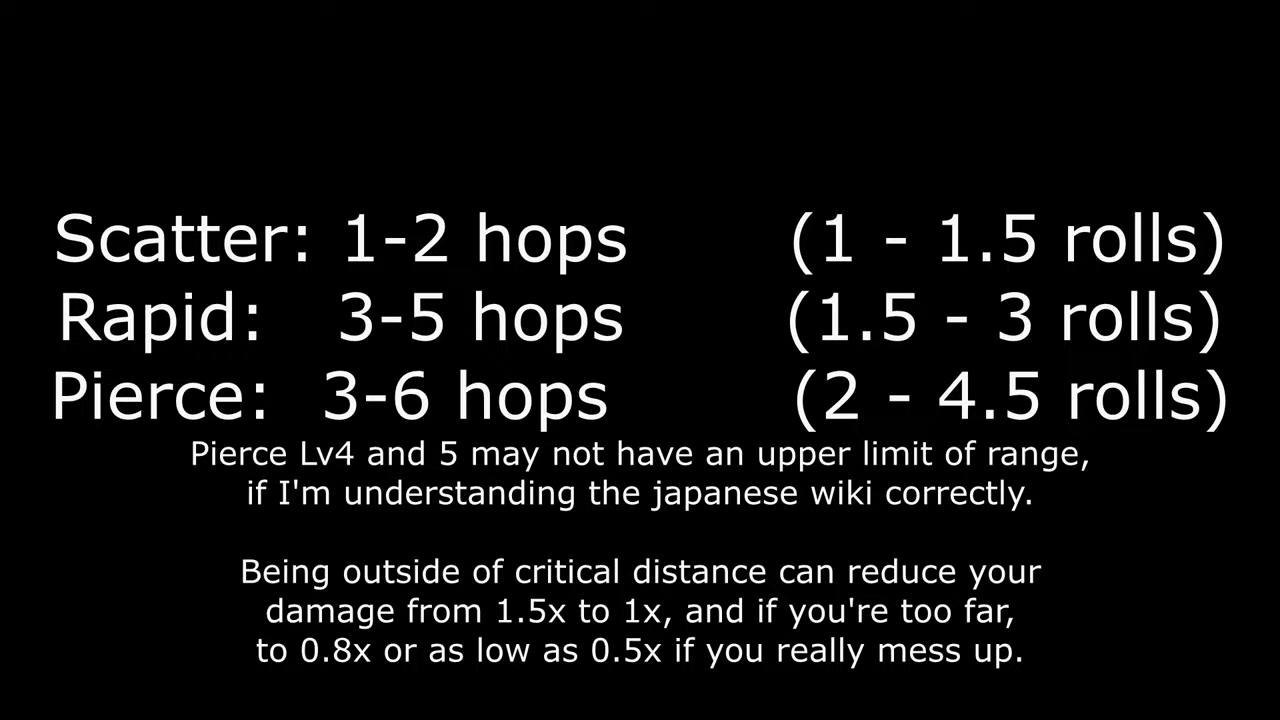 Scatter: 1-2 hops (1 - 1.5 rolls)
Rapid: 3-5 hops (1.5 - 3 rolls)
Pierce: 3-6 hops (2 - 4.5 rolls)
Pierce Lv4 and 5 may not have an upper limit of range,
if I'm understanding the japanese wiki correctly.
Being outside of critical distance can reduce your
damage from 1.5x to 1x, and if you're too far,
to 0.8x or as low as 0.5x if you really mess up.